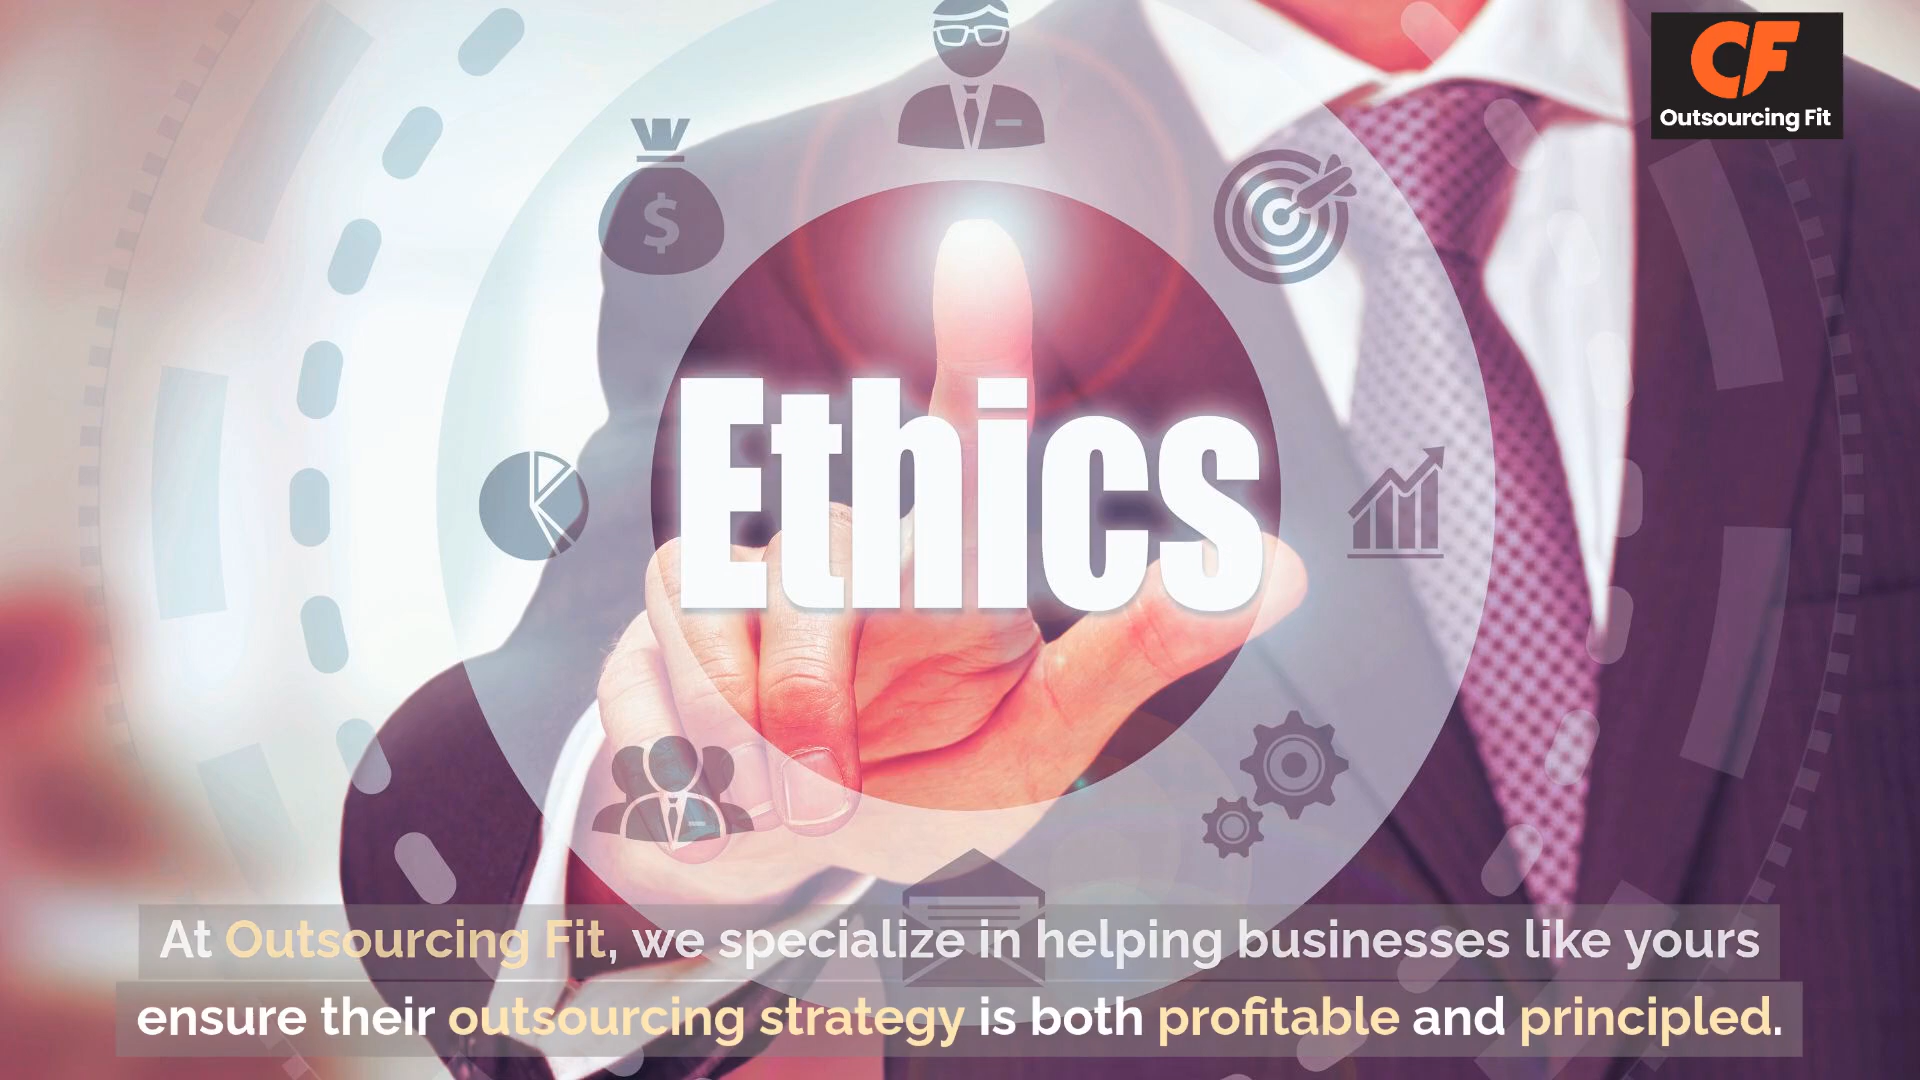 CF
Outsourcing Fit
$
Ethics
At Outsourcing Fit, we specialize in helping businesses like yours
ensure their outsourcing strategy is both profitable and principled.